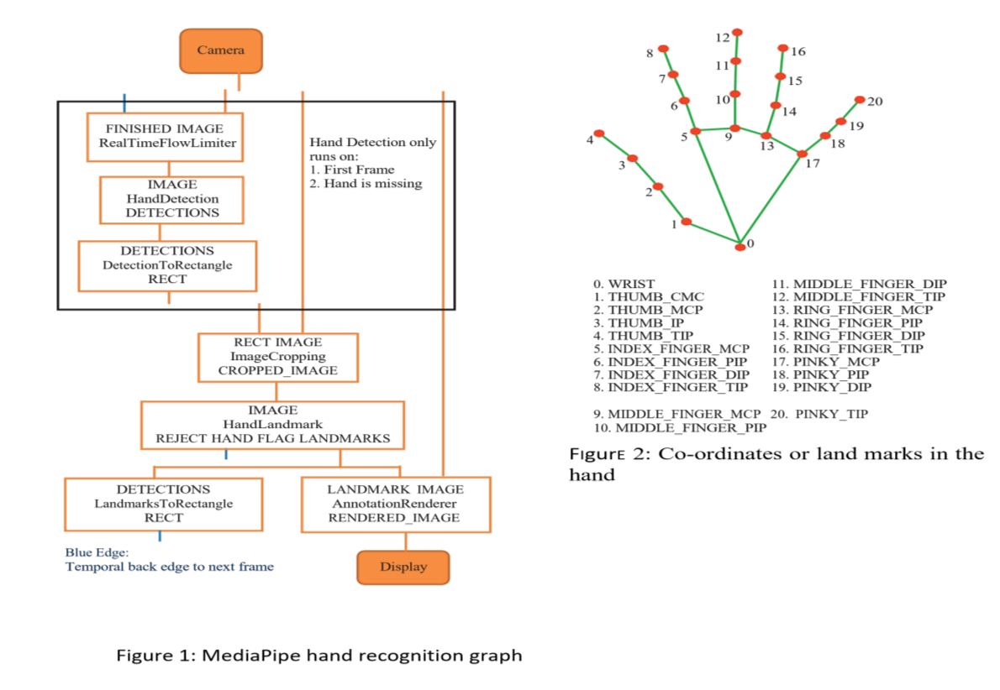 Camera
FINISHED IMAGE
RealTimeFlowLimiter
IMAGE
HandDetection
DETECTIONS
DETECTIONS
DetectionToRectangle
RECT
Hand Detection only
runs on:
1. First Frame
2. Hand is missing
RECT IMAGE
ImageCropping
CROPPED_IMAGE
IMAGE
HandLandmark
REJECT HAND FLAG LANDMARKS
DETECTIONS
LandmarksToRectangle
RECT
LANDMARK IMAGE
AnnotationRenderer
RENDERED_IMAGE
Blue Edge:
Temporal back edge to next frame
Display
Figure 1: MediaPipe hand recognition graph
12
8
16
11
7
15
10
6
20
14
19
4
5
9
13
18
3
17
2
1
0
0. WRIST
1. THUMB_CMC
2. THUMB_MCP
3. THUMB_IP
4. THUMB_TIP
5. INDEX_FINGER_MCP
6. INDEX_FINGER_PIP
7. INDEX_FINGER_DIP
8. INDEX_FINGER_TIP
9. MIDDLE_FINGER_MCP
10. MIDDLE_FINGER_PIP
11. MIDDLE_FINGER_DIP
12. MIDDLE_FINGER_TIP
13. RING_FINGER_MCP
14. RING_FINGER_PIP
15. RING_FINGER_DIP
16. RING_FINGER_TIP
17. PINKY_MCP
18. PINKY_PIP
19. PINKY_DIP
20. PINKY_TIP
FigurE 2: Co-ordinates or land marks in the
hand